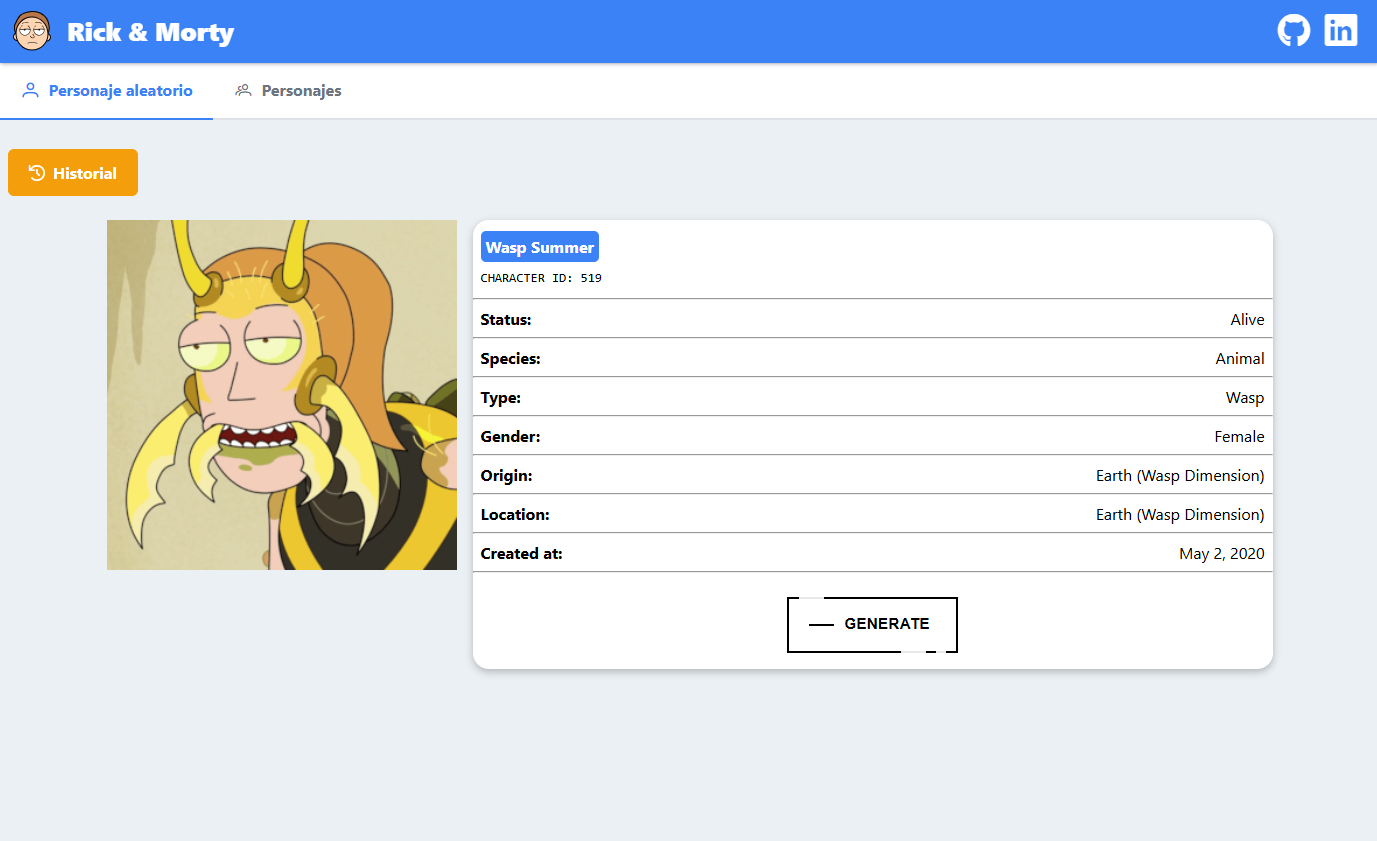 Rick & Morty
in
Personaje aleatorio
Personajes
Historial
Wasp Summer
CHARACTER ID: 519
Status: Alive
Species: Animal
Type: Wasp
Gender: Female
Origin: Earth (Wasp Dimension)
Location: Earth (Wasp Dimension)
Created at: May 2, 2020
GENERATE